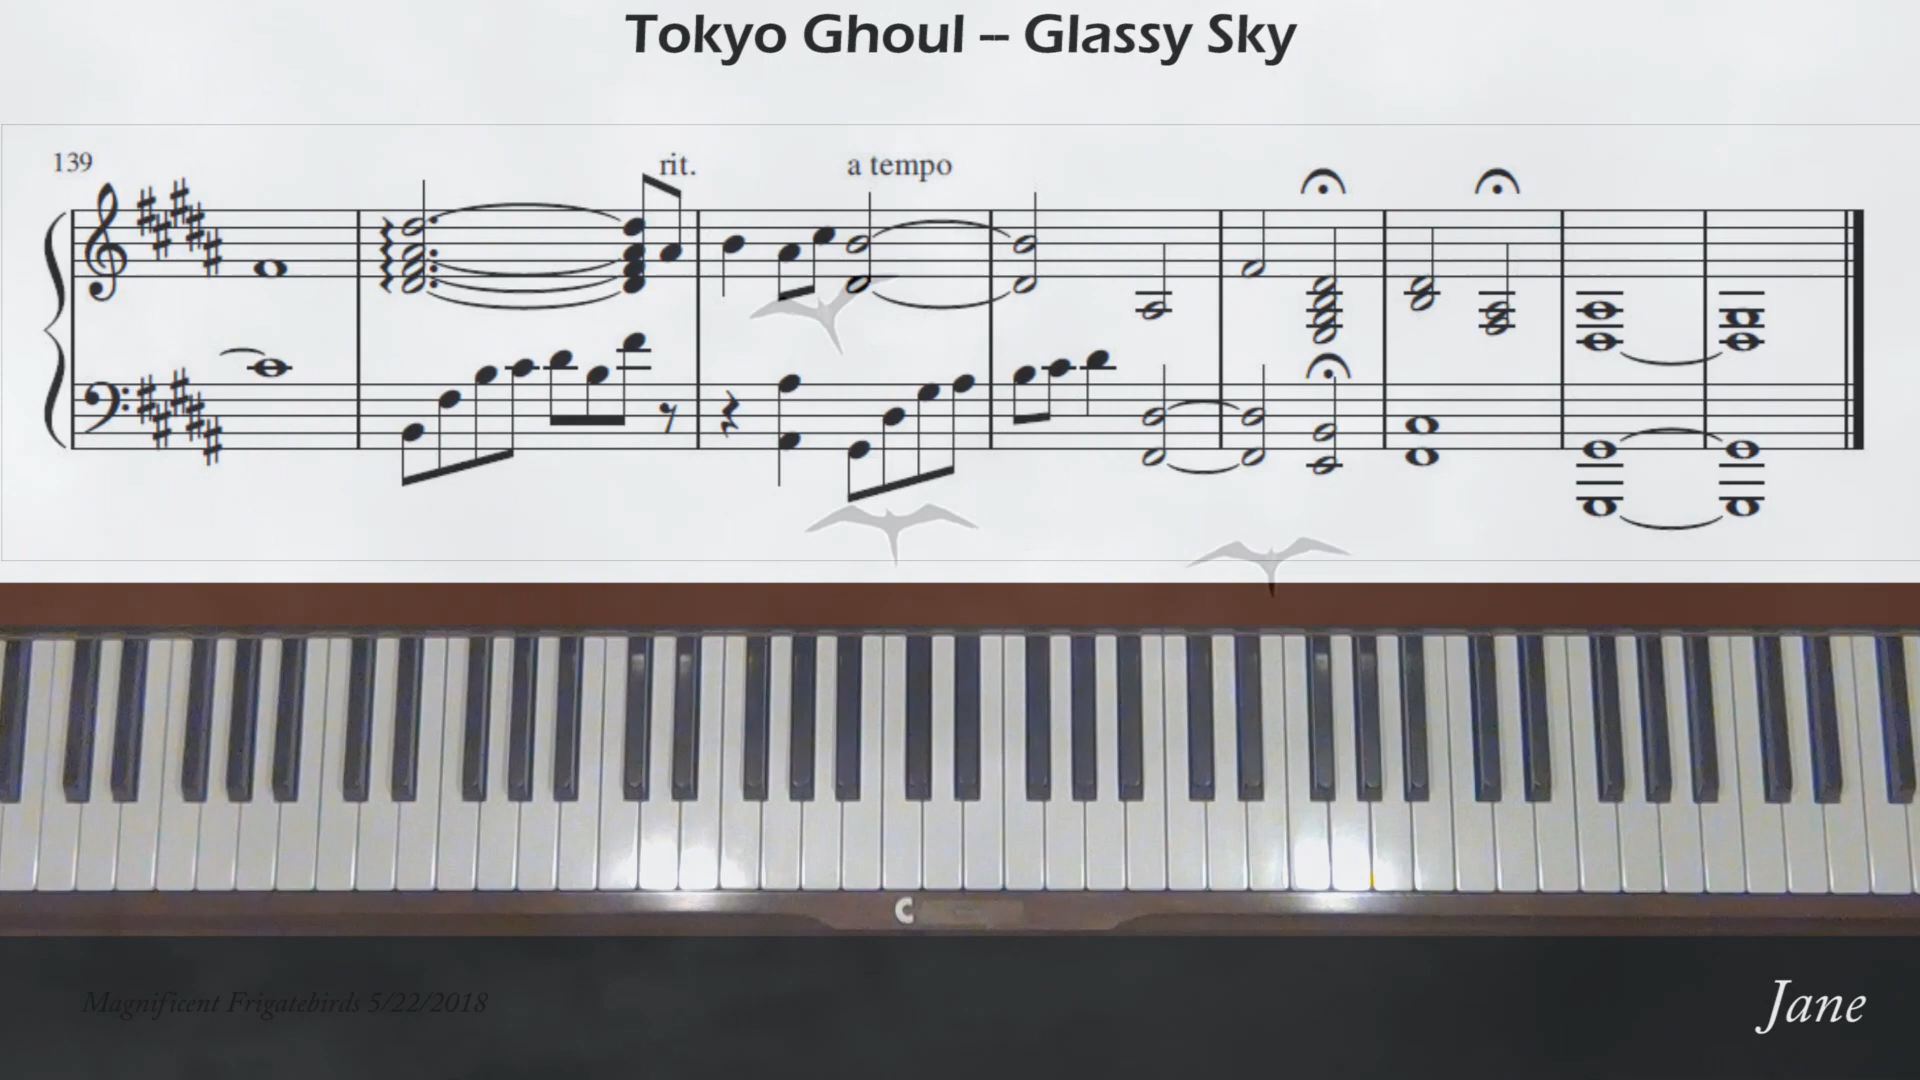 Tokyo Ghoul -- Glassy Sky
139
rit.
a tempo
C
Magnificent Frigatebirds 5/22/2018
Jane